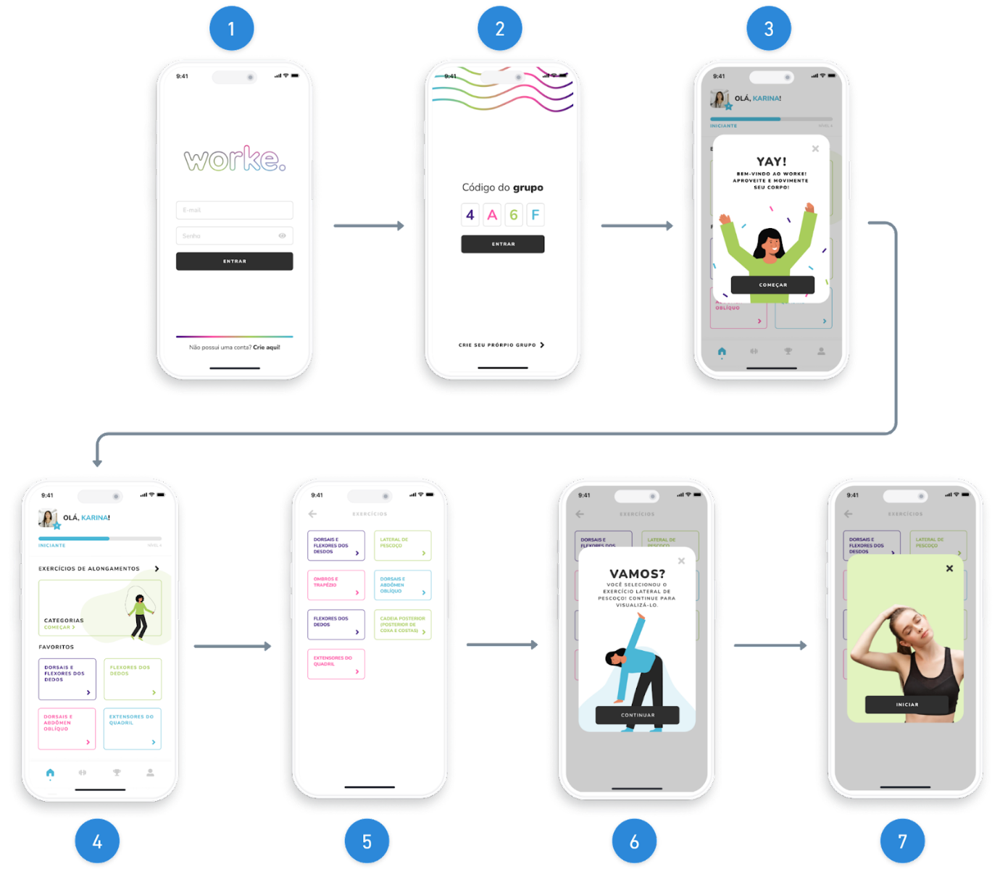 1
2
3
9:41
worke.
E-mail
Senha
ENTRAR
Não possui uma conta? Crie aqui!
9:41
Código do grupo
4 A 6 F
ENTRAR
CRIE SEU PRÓRPIO GRUPO
9:41
OLÁ, KARINA!
INICIANTE
NÍVEL
YAY!
BEM-VINDO AO WORKE!
APROVEITE E MOVIMENTE
SEU CORPO!
COMEÇAR
OBLÍQUO
9:41
OLÁ, KARINA!
INICIANTE
NÍVEL
EXERCÍCIOS DE ALONGAMENTOS
CATEGORIAS
COMEÇAR
FAVORITOS
DORSAIS E
FLEXORES DOS
DEDOS
FLEXORES DOS
DEDOS
DORSAIS E
ABDÔMEN
OBLÍQUO
EXTENSORES DO
QUADRIL
9:41
EXERCÍCIOS
DORSAIS E
FLEXORES DOS
DESDOS
LATERAL DE
PESCOÇO
OMBROS E
TRAPÉZIO
DORSAIS E
ABDÔMEN
OBLÍQUO
FLEXORES DOS
DEDOS
CADEIA POSTERIOR
(POSTERIOR DE
COXA E COSTAS)
EXTENSORES DO
QUADRIL
9:41
EXERCÍCIOS
DORSAIS E
FLEXORES DOS
LATERAL DE
PESCOÇO
VAMOS?
VOCÊ SELECIONOU O
EXERCÍCIO LATERAL DE
PESCOÇO! CONTINUE PARA
VISUALIZÁ-LO.
CONTINUAR
9:41
EXERCÍCIOS
DORSAIS E
FLEXORES DOS
DESDOS
LATERAL DE
PESCOÇO
INICIAR
4
5
6
7